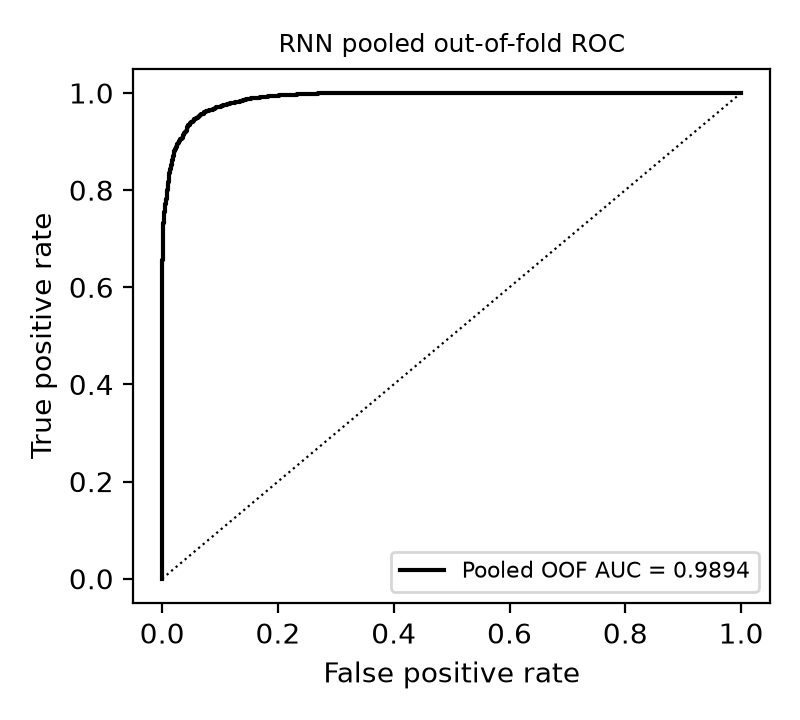 RNN pooled out-of-fold ROC
1.0
0.8
0.6
0.4
0.2
0.0
True positive rate
Pooled OOF AUC = 0.9894
0.0 0.2 0.4 0.6 0.8 1.0
False positive rate